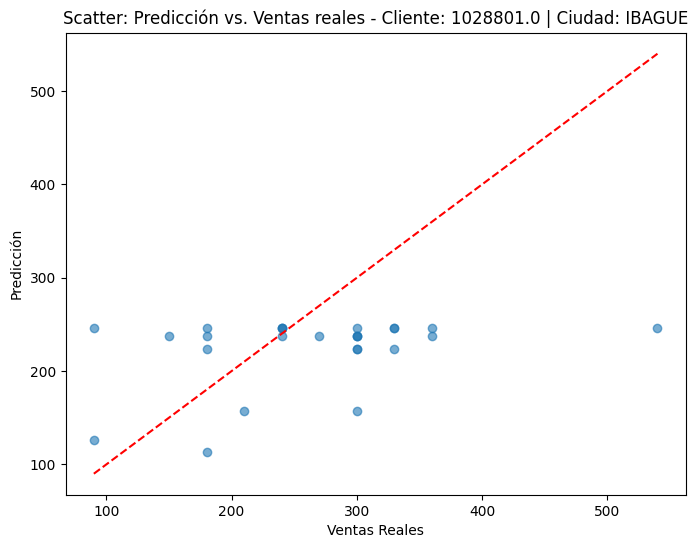 Scatter: Predicción vs. Ventas reales - Cliente: 1028801.0 | Ciudad: IBAGUE
500
400
300
200
100
Predicción
100 200 300 400 500
Ventas Reales